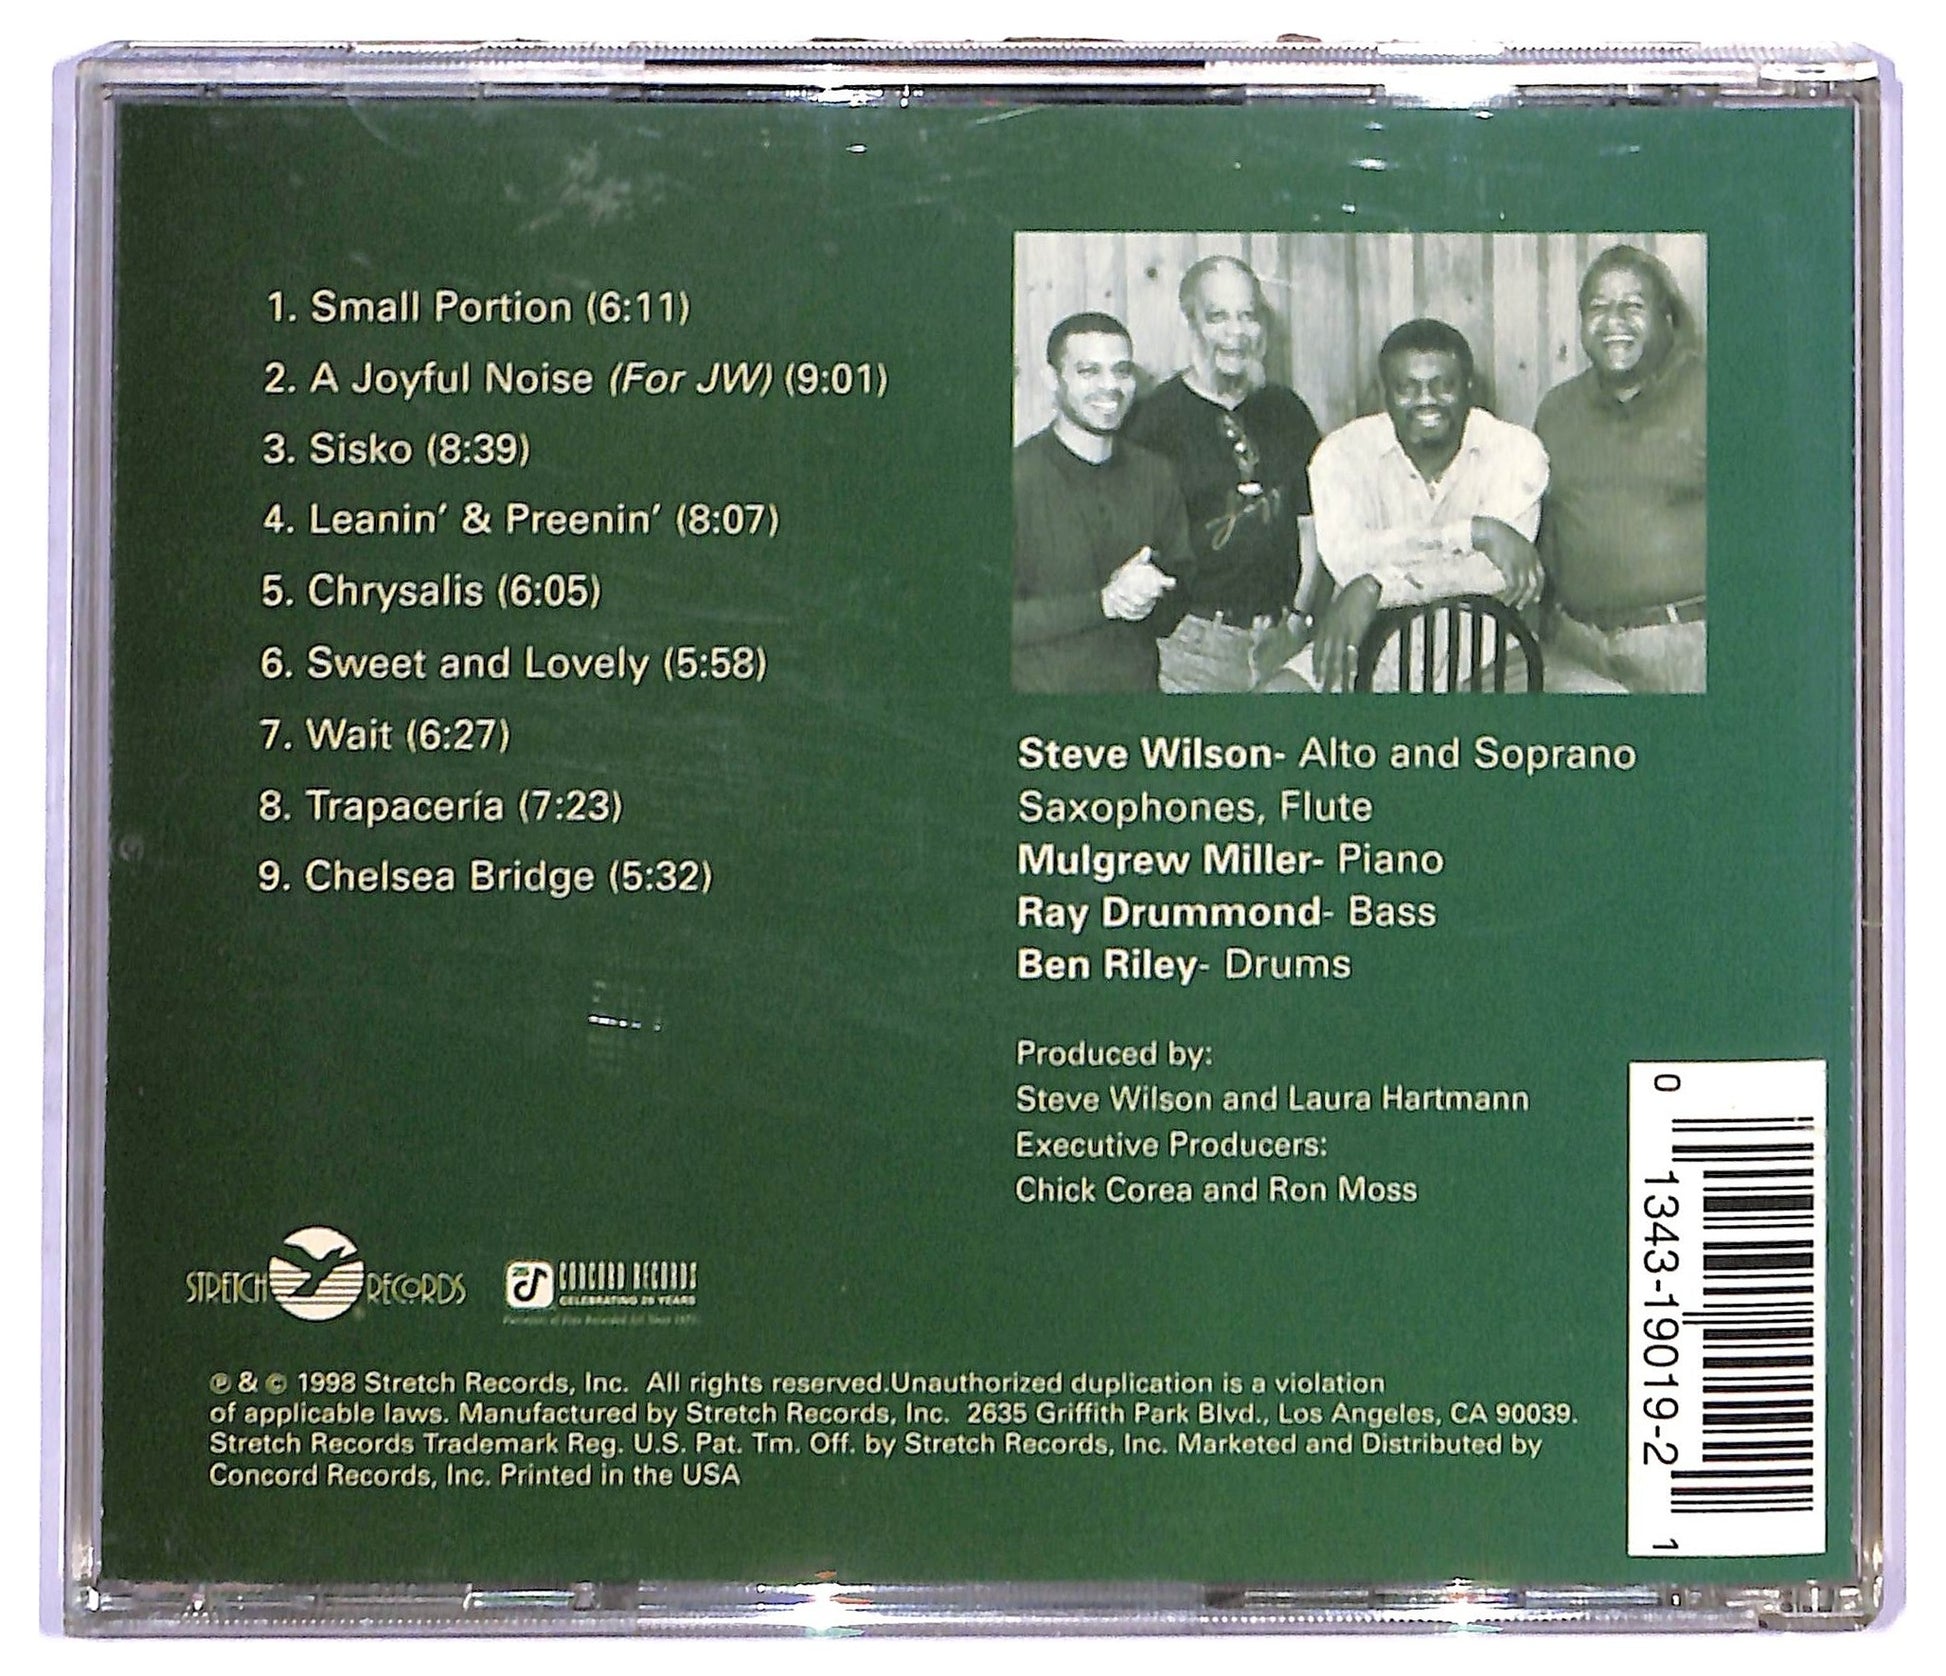 1. Small Portion (6:11)
2. A Joyful Noise (For JW) (9:01)
3. Sisko (8:39)
4. Leanin' & Preenin' (8:07)
5. Chrysalis (6:05)
6. Sweet and Lovely (5:58)
7. Wait (6:27)
8. Trapacería (7:23)
9. Chelsea Bridge (5:32)
Steve Wilson- Alto and Soprano
Saxophones, Flute
Mulgrew Miller- Piano
Ray Drummond- Bass
Ben Riley- Drums
Produced by:
Steve Wilson and Laura Hartmann
Executive Producers:
Chick Corea and Ron Moss
STRETCH RECORDS
CONCORD RECORDS
CELEBRATING 25 YEARS
℗ & © 1998 Stretch Records, Inc. All rights reserved.Unauthorized duplication is a violation
of applicable laws. Manufactured by Stretch Records, Inc. 2635 Griffith Park Blvd., Los Angeles, CA 90039.
Stretch Records Trademark Reg. U.S. Pat. Tm. Off. by Stretch Records, Inc. Marketed and Distributed by
Concord Records, Inc. Printed in the USA
0 1343-19019-2 1